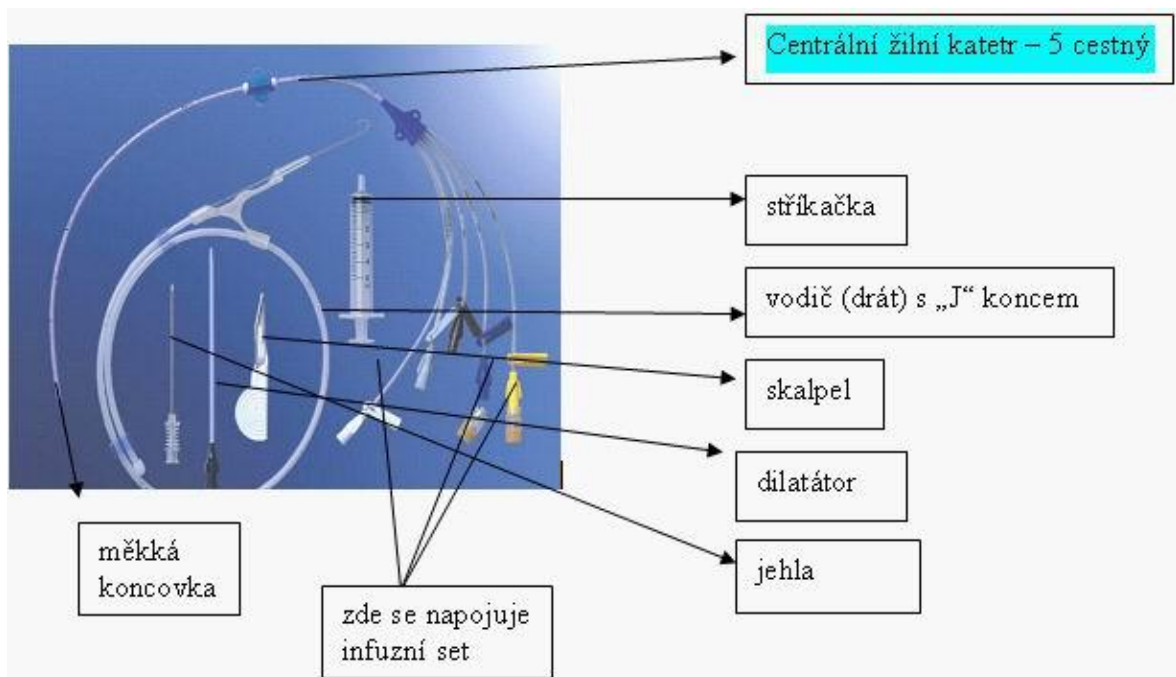 Centrální žilní katetr – 5 cestný
stříkačka
vodič (drát) s „J“ koncem
skalpel
dilatátor
jehla
měkká
koncovka
zde se napojuje
infuzní set